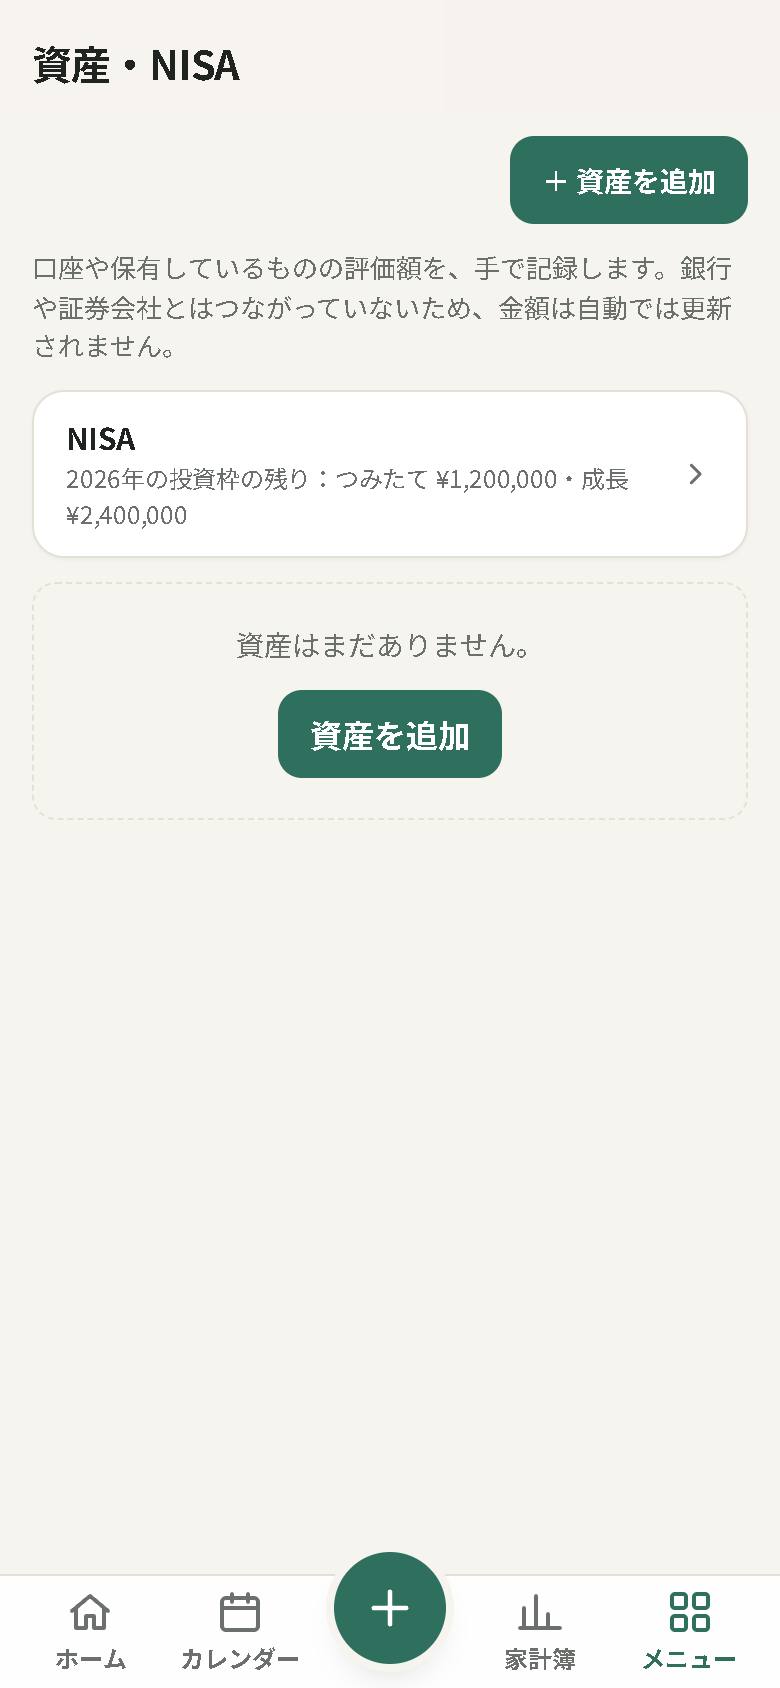 資産・NISA
＋ 資産を追加
口座や保有しているものの評価額を、手で記録します。銀行
や証券会社とはつながっていないため、金額は自動では更新
されません。
NISA
2026年の投資枠の残り：つみたて ¥1,200,000・成長
¥2,400,000
資産はまだありません。
資産を追加
ホーム
カレンダー
家計簿
メニュー